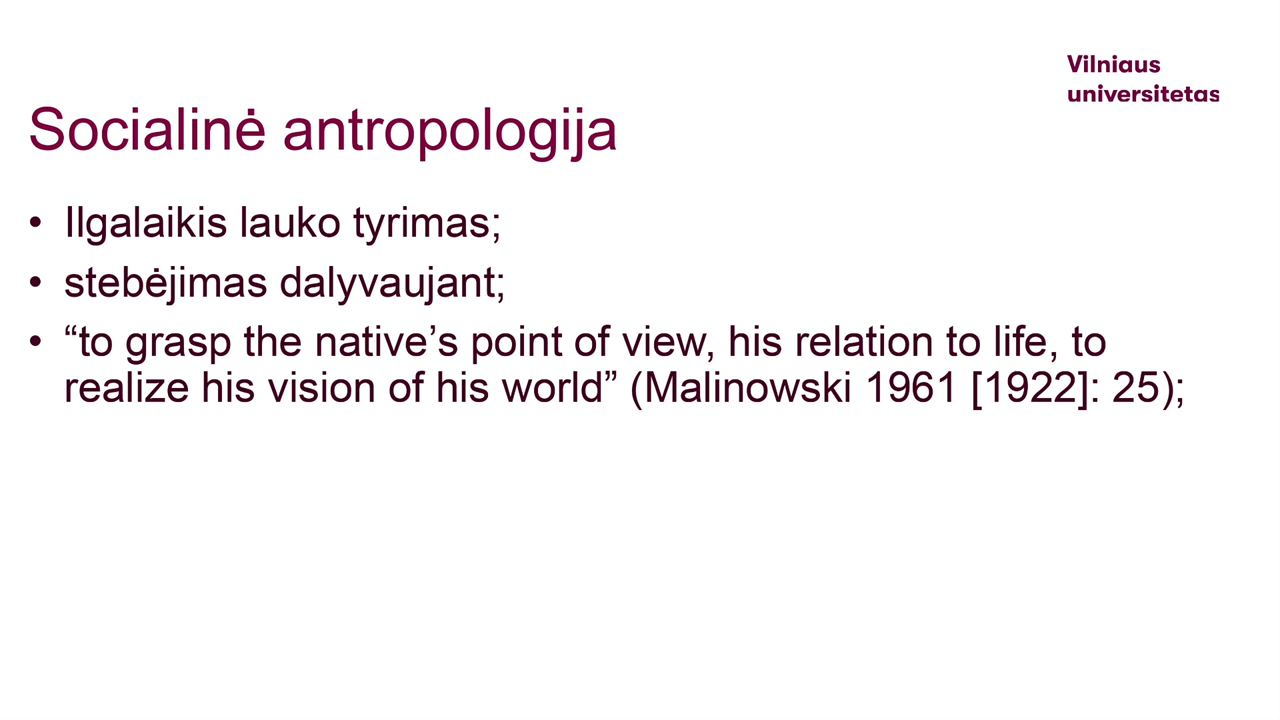 Vilniaus
universitetas
Socialinė antropologija
• Ilgalaikis lauko tyrimas;
• stebėjimas dalyvaujant;
• “to grasp the native’s point of view, his relation to life, to
realize his vision of his world” (Malinowski 1961 [1922]: 25);